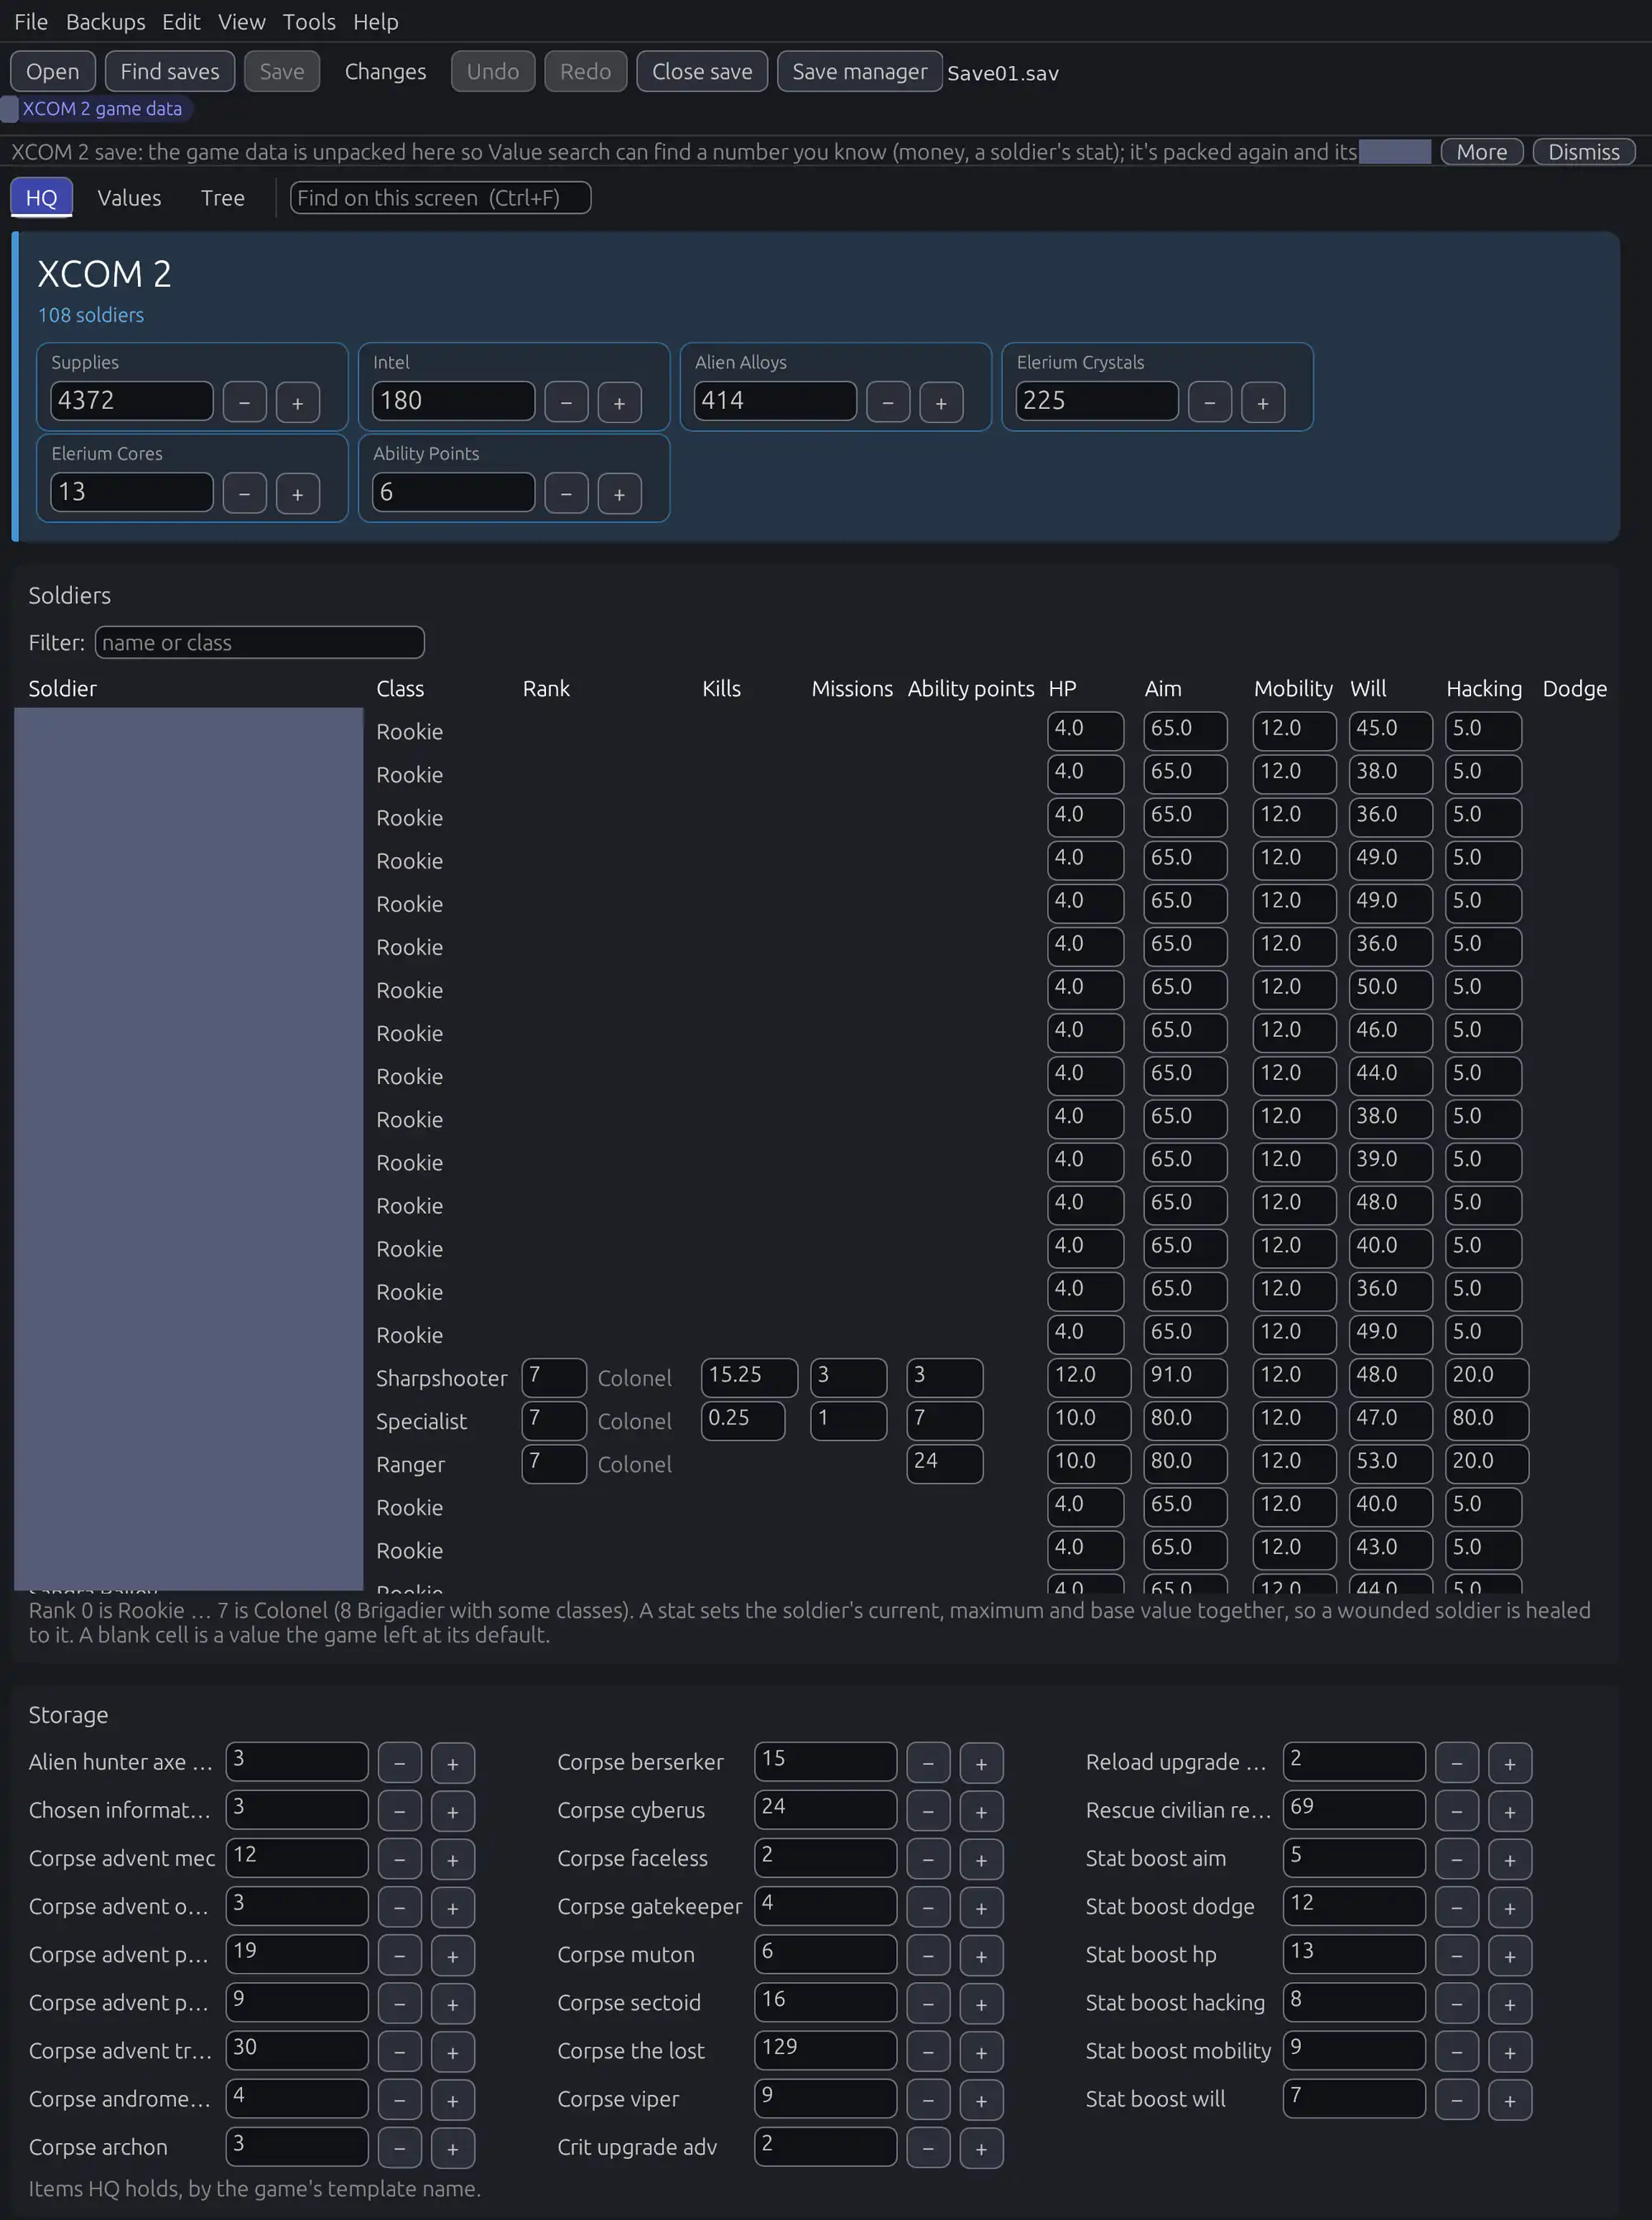 File Backups Edit View Tools Help
Open Find saves Save Changes Undo Redo Close save Save manager Save01.sav
XCOM 2 game data
XCOM 2 save: the game data is unpacked here so Value search can find a number you know (money, a soldier's stat); it's packed again and its More Dismiss
HQ Values Tree Find on this screen (Ctrl+F)
XCOM 2
108 soldiers
Supplies Intel Alien Alloys Elerium Crystals
4372 − + 180 − + 414 − + 225 − +
Elerium Cores Ability Points
13 − + 6 − +
Soldiers
Filter: name or class
Soldier Class Rank Kills Missions Ability points HP Aim Mobility Will Hacking Dodge
Rookie 4.0 65.0 12.0 45.0 5.0
Rookie 4.0 65.0 12.0 38.0 5.0
Rookie 4.0 65.0 12.0 36.0 5.0
Rookie 4.0 65.0 12.0 49.0 5.0
Rookie 4.0 65.0 12.0 49.0 5.0
Rookie 4.0 65.0 12.0 36.0 5.0
Rookie 4.0 65.0 12.0 50.0 5.0
Rookie 4.0 65.0 12.0 46.0 5.0
Rookie 4.0 65.0 12.0 44.0 5.0
Rookie 4.0 65.0 12.0 38.0 5.0
Rookie 4.0 65.0 12.0 39.0 5.0
Rookie 4.0 65.0 12.0 48.0 5.0
Rookie 4.0 65.0 12.0 40.0 5.0
Rookie 4.0 65.0 12.0 36.0 5.0
Rookie 4.0 65.0 12.0 49.0 5.0
Sharpshooter 7 Colonel 15.25 3 3 12.0 91.0 12.0 48.0 20.0
Specialist 7 Colonel 0.25 1 7 10.0 80.0 12.0 47.0 80.0
Ranger 7 Colonel 24 10.0 80.0 12.0 53.0 20.0
Rookie 4.0 65.0 12.0 40.0 5.0
Rookie 4.0 65.0 12.0 43.0 5.0
Rookie 4.0 65.0 12.0 44.0 5.0
Rank 0 is Rookie … 7 is Colonel (8 Brigadier with some classes). A stat sets the soldier's current, maximum and base value together, so a wounded soldier is healed
to it. A blank cell is a value the game left at its default.
Storage
Alien hunter axe … 3 − + Corpse berserker 15 − + Reload upgrade … 2 − +
Chosen informat… 3 − + Corpse cyberus 24 − + Rescue civilian re… 69 − +
Corpse advent mec 12 − + Corpse faceless 2 − + Stat boost aim 5 − +
Corpse advent o… 3 − + Corpse gatekeeper 4 − + Stat boost dodge 12 − +
Corpse advent p… 19 − + Corpse muton 6 − + Stat boost hp 13 − +
Corpse advent p… 9 − + Corpse sectoid 16 − + Stat boost hacking 8 − +
Corpse advent tr… 30 − + Corpse the lost 129 − + Stat boost mobility 9 − +
Corpse androme… 4 − + Corpse viper 9 − + Stat boost will 7 − +
Corpse archon 3 − + Crit upgrade adv 2 − +
Items HQ holds, by the game's template name.